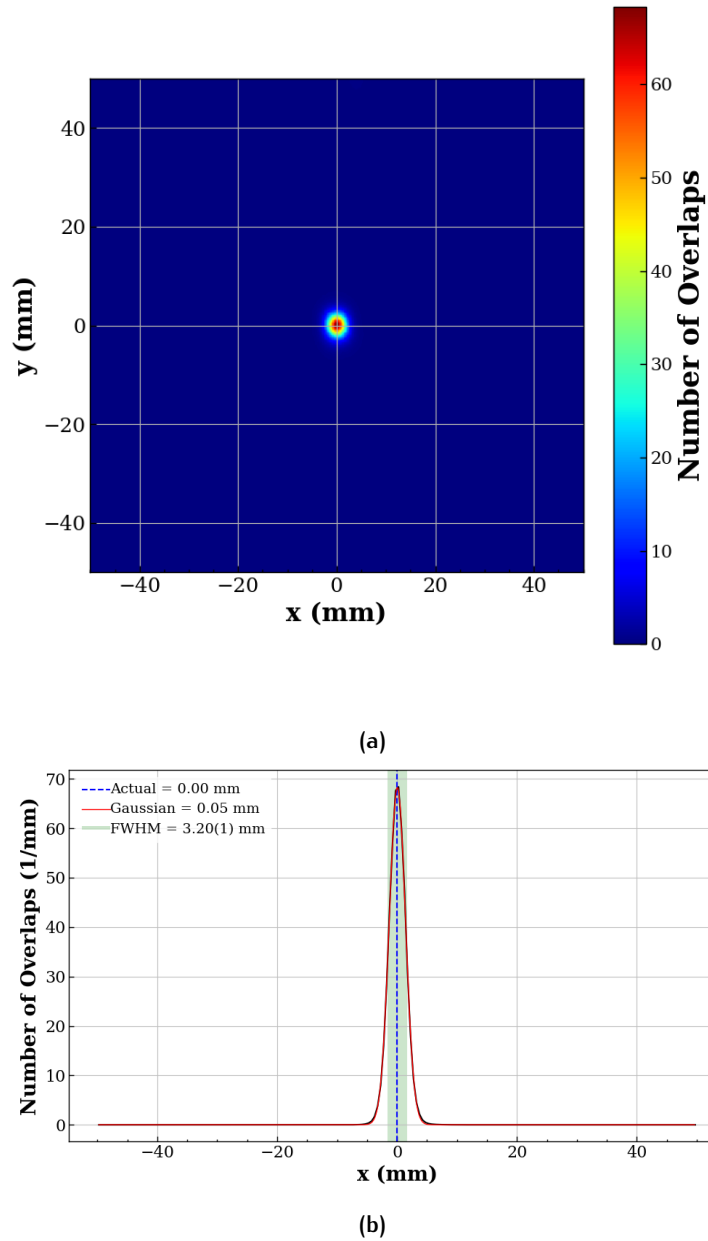 60
50
40
30
20
10
0
Number of Overlaps
40
20
0
−20
−40
y (mm)
−40 −20 0 20 40
x (mm)
(a)
70
60
50
40
30
20
10
0
Number of Overlaps (1/mm)
Actual = 0.00 mm
Gaussian = 0.05 mm
FWHM = 3.20(1) mm
−40 −20 0 20 40
x (mm)
(b)